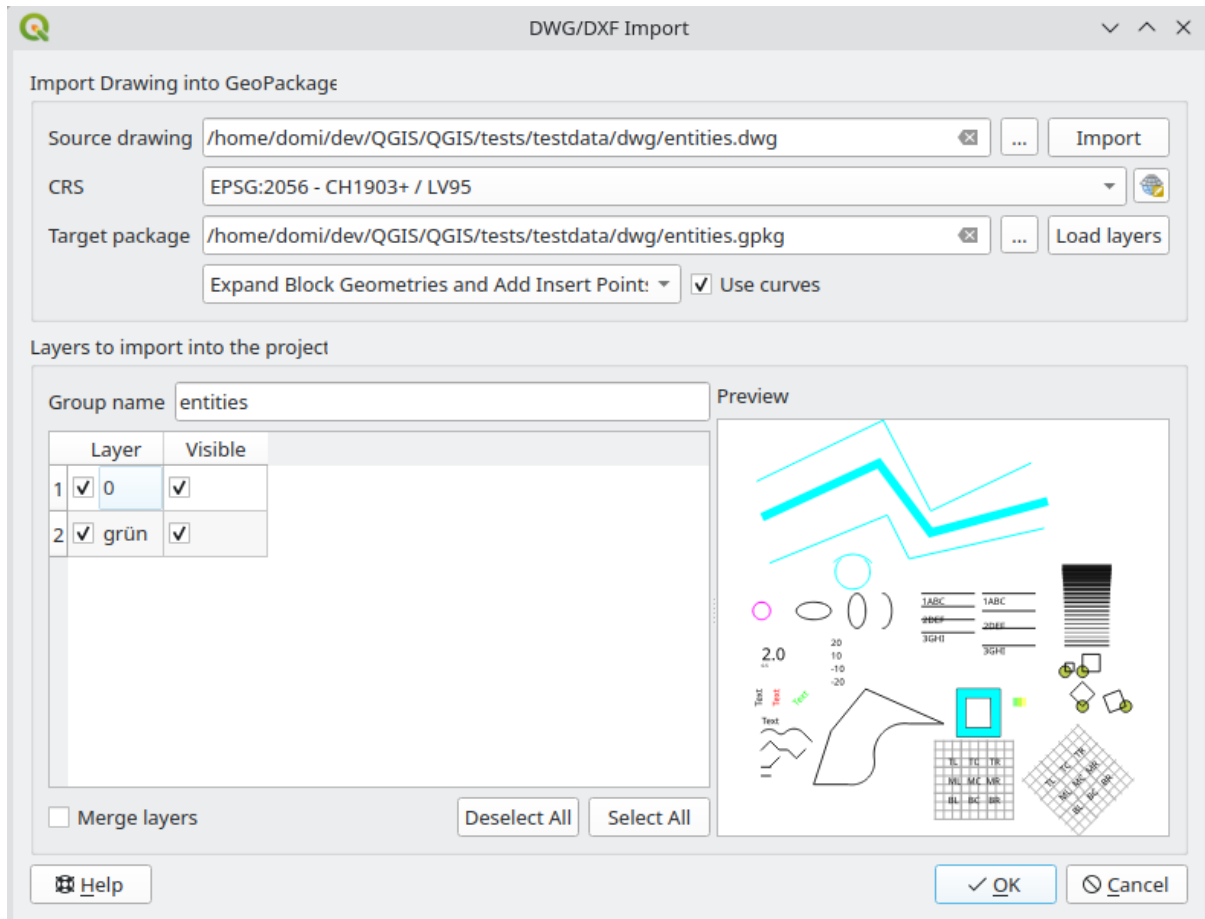 DWG/DXF Import
Import Drawing into GeoPackage
Source drawing /home/domi/dev/QGIS/QGIS/tests/testdata/dwg/entities.dwg ... Import
CRS EPSG:2056 - CH1903+ / LV95
Target package /home/domi/dev/QGIS/QGIS/tests/testdata/dwg/entities.gpkg ... Load layers
Expand Block Geometries and Add Insert Points Use curves
Layers to import into the project
Group name entities
Preview
Layer Visible
1 0
2 grün
1ABC 1ABC
2DEF 2DEF
3GHI 3GHI
2.0
20
10
-10
-20
Text Text Text
Text
TL TC TR
ML MC MR
BL BC BR
TL TC TR
ML MC MR
BL BC BR
Merge layers Deselect All Select All
Help OK Cancel